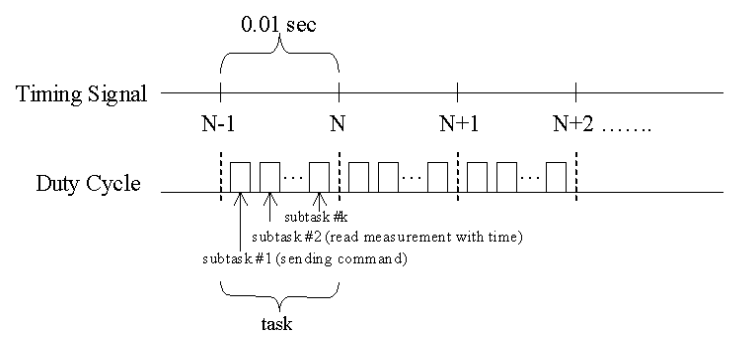 0.01 sec
Timing Signal
N-1 N N+1 N+2 .......
Duty Cycle
... ... ...
subtask #k
subtask #2 (read measurement with time)
subtask #1 (sending command)
task